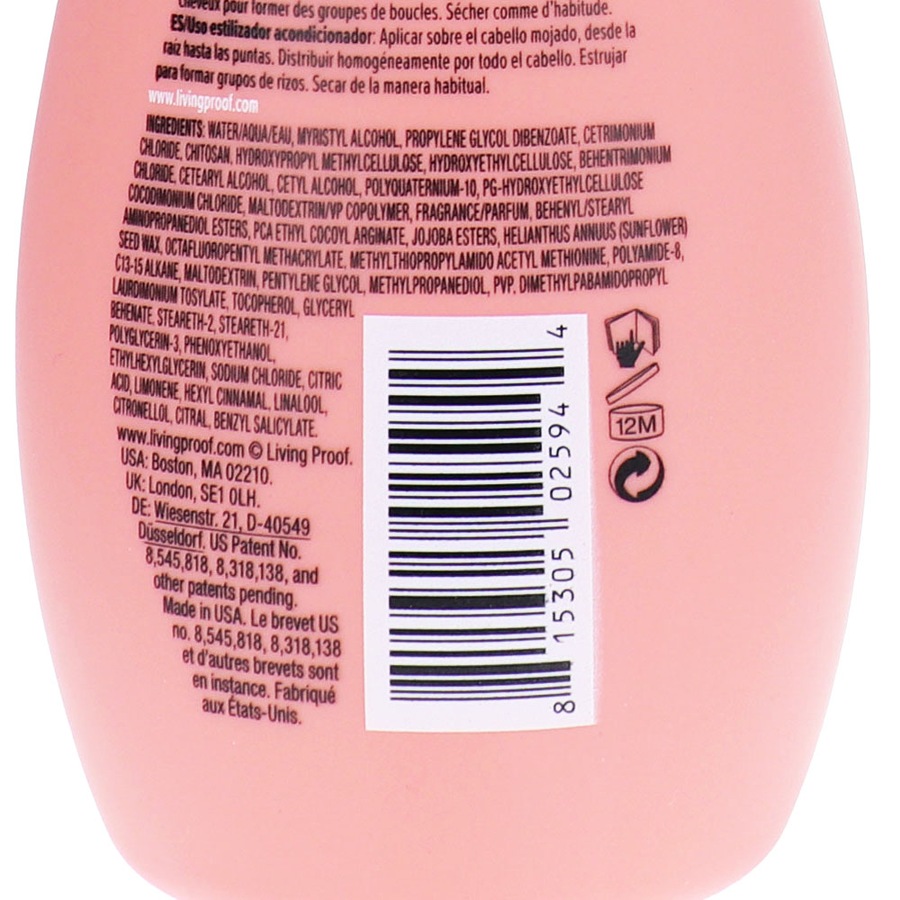 cheveux pour former des groupes de boucles. Sécher comme d'habitude.
ES/Uso estilizador acondicionador: Aplicar sobre el cabello mojado, desde la
raíz hasta las puntas. Distribuir homogéneamente por todo el cabello. Estrujar
para formar grupos de rizos. Secar de la manera habitual.
www.livingproof.com
INGREDIENTS: WATER/AQUA/EAU, MYRISTYL ALCOHOL, PROPYLENE GLYCOL DIBENZOATE, CETRIMONIUM
CHLORIDE, CHITOSAN, HYDROXYPROPYL METHYLCELLULOSE, HYDROXYETHYLCELLULOSE, BEHENTRIMONIUM
CHLORIDE, CETEARYL ALCOHOL, CETYL ALCOHOL, POLYQUATERNIUM-10, PG-HYDROXYETHYLCELLULOSE
COCODIMONIUM CHLORIDE, MALTODEXTRIN/VP COPOLYMER, FRAGRANCE/PARFUM, BEHENYL/STEARYL
AMINOPROPANEDIOL ESTERS, PCA ETHYL COCOYL ARGINATE, JOJOBA ESTERS, HELIANTHUS ANNUUS (SUNFLOWER)
SEED WAX, OCTAFLUOROPENTYL METHACRYLATE, METHYLTHIOPROPYLAMIDO ACETYL METHIONINE, POLYAMIDE-8,
C13-15 ALKANE, MALTODEXTRIN, PENTYLENE GLYCOL, METHYLPROPANEDIOL, PVP, DIMETHYLPABAMIDOPROPYL
LAURDIMONIUM TOSYLATE, TOCOPHEROL, GLYCERYL
BEHENATE, STEARETH-2, STEARETH-21,
POLYGLYCERIN-3, PHENOXYETHANOL,
ETHYLHEXYLGLYCERIN, SODIUM CHLORIDE, CITRIC
ACID, LIMONENE, HEXYL CINNAMAL, LINALOOL,
CITRONELLOL, CITRAL, BENZYL SALICYLATE.
www.livingproof.com © Living Proof.
USA: Boston, MA 02210.
UK: London, SE1 0LH.
DE: Wiesenstr. 21, D-40549
Düsseldorf. US Patent No.
8,545,818, 8,318,138, and
other patents pending.
Made in USA. Le brevet US
no. 8,545,818, 8,318,138
et d'autres brevets sont
en instance. Fabriqué
aux États-Unis.
8 15305 02594 4
12M